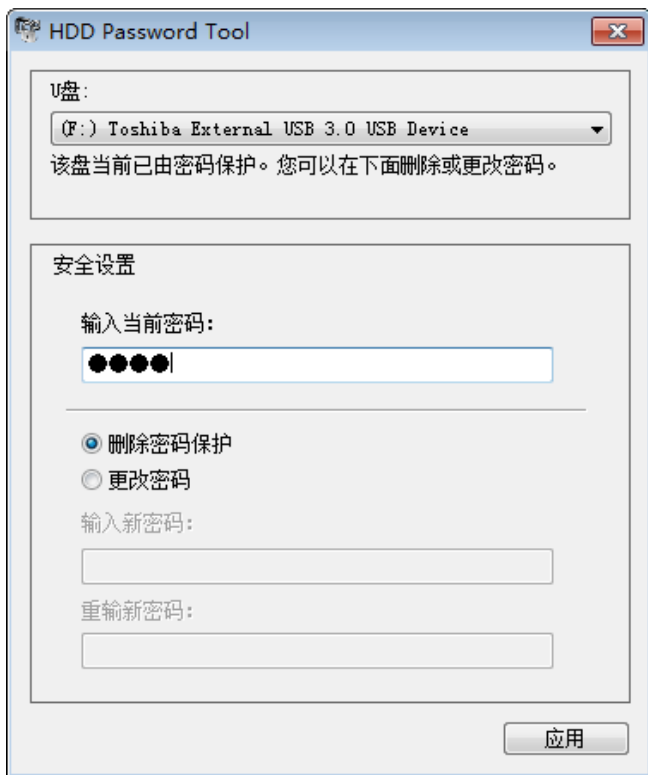 HDD Password Tool
U盘:
(F:) Toshiba External USB 3.0 USB Device
该盘当前已由密码保护。您可以在下面删除或更改密码。
安全设置
输入当前密码:
●●●●
删除密码保护
更改密码
输入新密码:
重输新密码:
应用